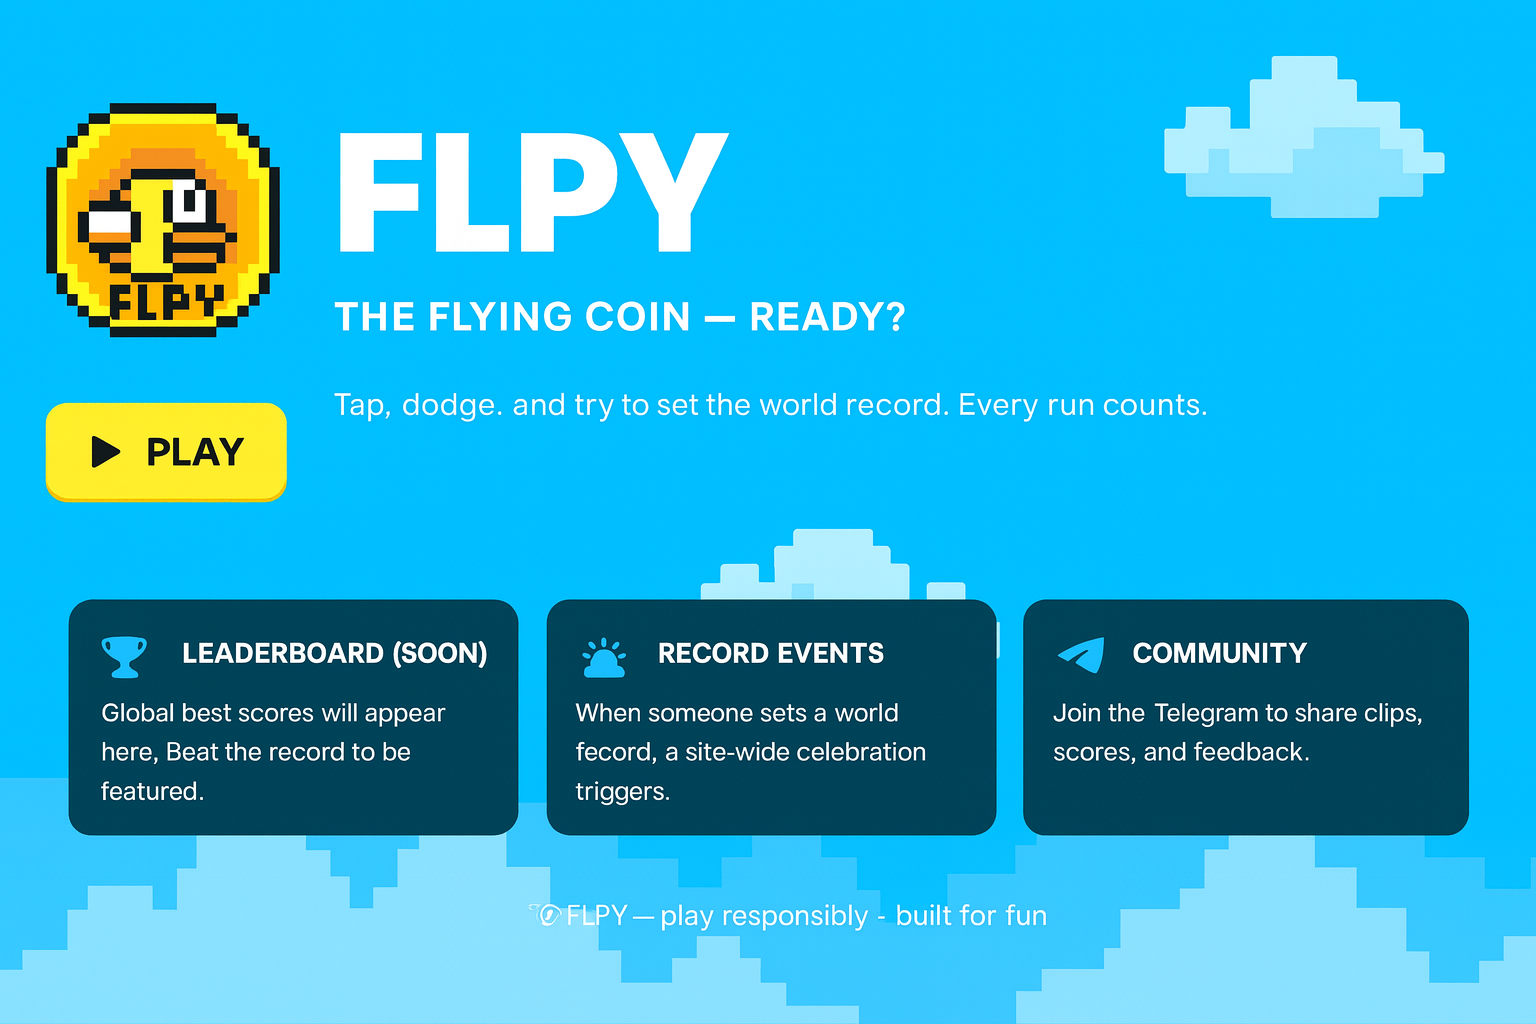 FLPY
FLPY
THE FLYING COIN — READY?
Tap, dodge. and try to set the world record. Every run counts.
PLAY
LEADERBOARD (SOON)
Global best scores will appear
here, Beat the record to be
featured.
RECORD EVENTS
When someone sets a world
fecord, a site-wide celebration
triggers.
COMMUNITY
Join the Telegram to share clips,
scores, and feedback.
FLPY — play responsibly - built for fun